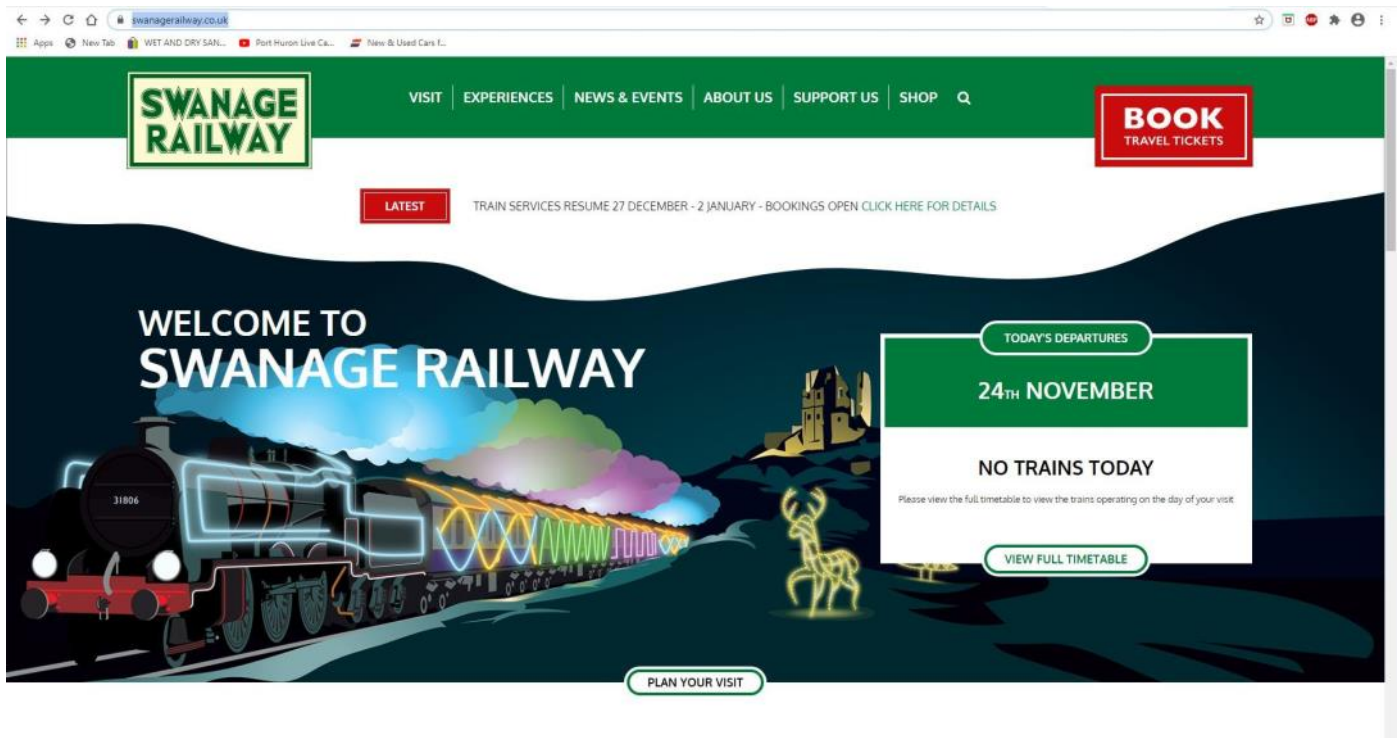 swanagerailway.co.uk
Apps New Tab WET AND DRY SAN... Port Huron Live Ca... New & Used Cars f...
SWANAGE
RAILWAY
VISIT EXPERIENCES NEWS & EVENTS ABOUT US SUPPORT US SHOP
BOOK
TRAVEL TICKETS
LATEST TRAIN SERVICES RESUME 27 DECEMBER - 2 JANUARY - BOOKINGS OPEN CLICK HERE FOR DETAILS
WELCOME TO
SWANAGE RAILWAY
31806
TODAY'S DEPARTURES
24TH NOVEMBER
NO TRAINS TODAY
Please view the full timetable to view the trains operating on the day of your visit
VIEW FULL TIMETABLE
PLAN YOUR VISIT